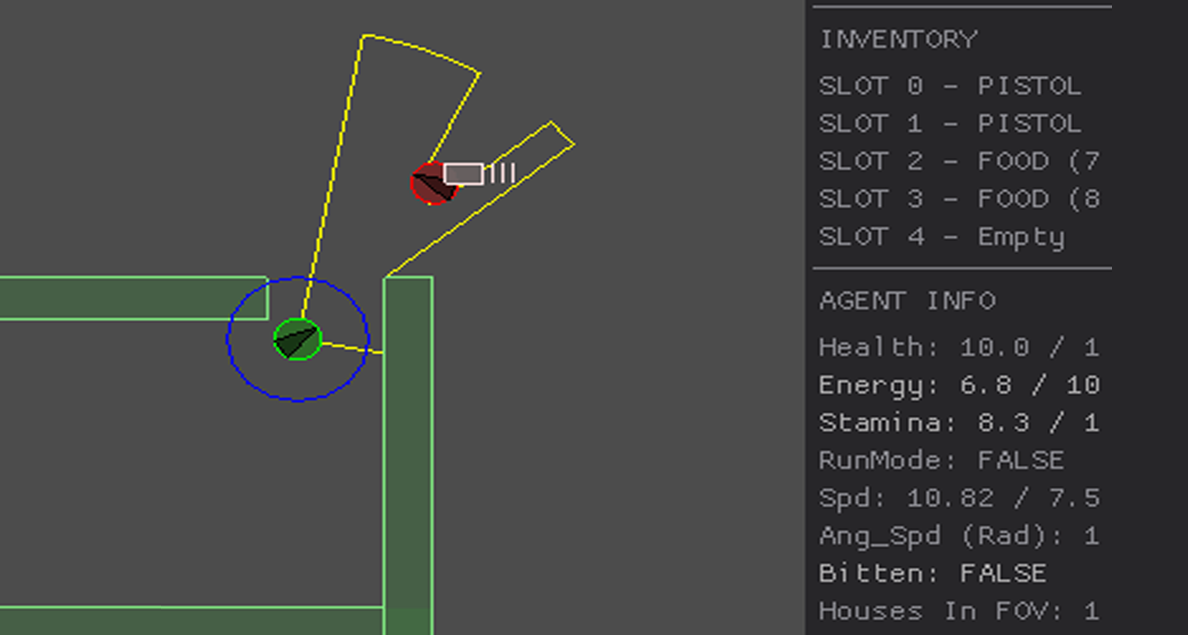 INVENTORY
SLOT 0 - PISTOL
SLOT 1 - PISTOL
SLOT 2 - FOOD (7
SLOT 3 - FOOD (8
SLOT 4 - Empty
AGENT INFO
Health: 10.0 / 1
Energy: 6.8 / 10
Stamina: 8.3 / 1
RunMode: FALSE
Spd: 10.82 / 7.5
Ang_Spd (Rad): 1
Bitten: FALSE
Houses In FOV: 1